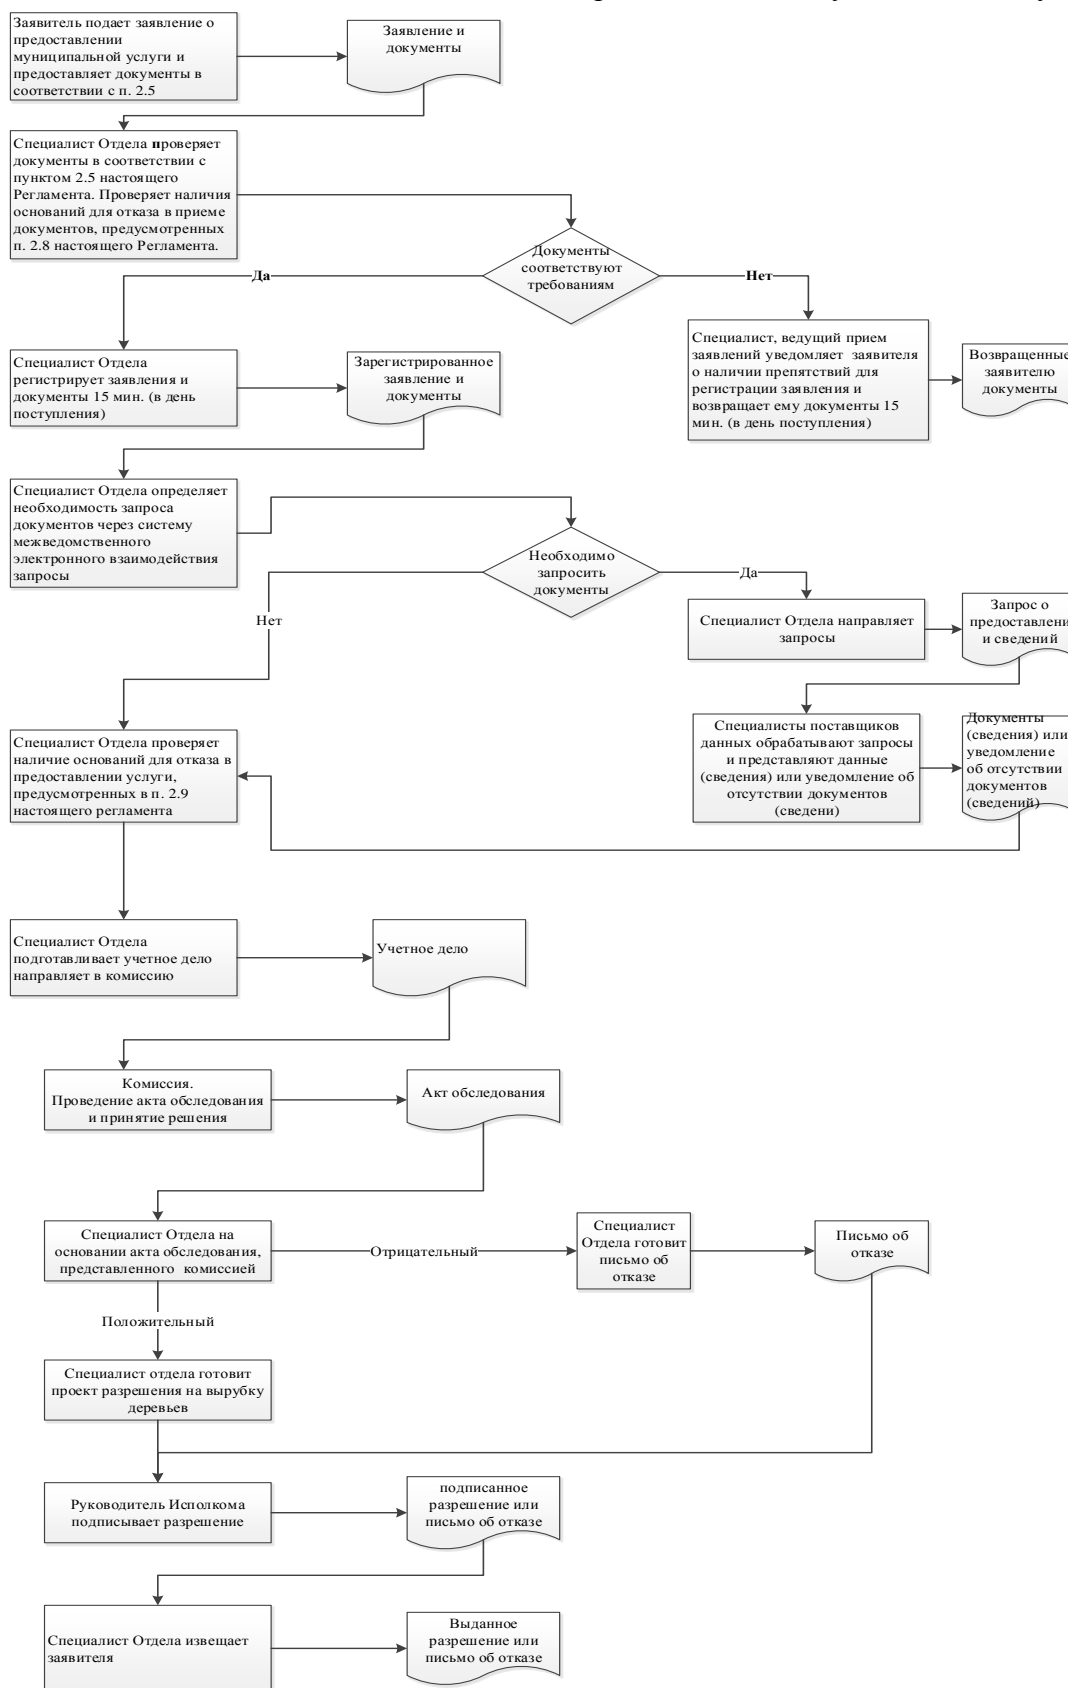 Заявитель подает заявление о
предоставлении
муниципальной услуги и
предоставляет документы в
соответствии с п. 2.5
Заявление и
документы
Специалист Отдела проверяет
документы в соответствии с
пунктом 2.5 настоящего
Регламента. Проверяет наличия
оснований для отказа в приеме
документов, предусмотренных
п. 2.8 настоящего Регламента.
Документы
соответствуют
требованиям
Да
Нет
Специалист Отдела
регистрирует заявления и
документы 15 мин. (в день
поступления)
Зарегистрированное
заявление и
документы
Специалист, ведущий прием
заявлений уведомляет заявителя
о наличии препятствий для
регистрации заявления и
возвращает ему документы 15
мин. (в день поступления)
Возвращенные
заявителю
документы
Специалист Отдела определяет
необходимость запроса
документов через систему
межведомственного
электронного взаимодействия
запросы
Необходимо
запросить
документы
Да
Нет
Специалист Отдела направляет
запросы
Запрос о
предоставлени
и сведений
Специалисты поставщиков
данных обрабатывают запросы
и представляют данные
(сведения) или уведомление об
отсутствии документов
(сведени)
Документы
(сведения) или
уведомление
об отсутствии
документов
(сведений)
Специалист Отдела проверяет
наличие оснований для отказа в
предоставлении услуги,
предусмотренных в п. 2.9
настоящего регламента
Специалист Отдела
подготавливает учетное дело
направляет в комиссию
Учетное дело
Комиссия.
Проведение акта обследования
и принятие решения
Акт обследования
Специалист Отдела на
основании акта обследования,
представленного комиссией
Отрицательный
Специалист
Отдела готовит
письмо об
отказе
Письмо об
отказе
Положительный
Специалист отдела готовит
проект разрешения на вырубку
деревьев
Руководитель Исполкома
подписывает разрешение
подписанное
разрешение или
письмо об отказе
Специалист Отдела извещает
заявителя
Выданное
разрешение или
письмо об отказе